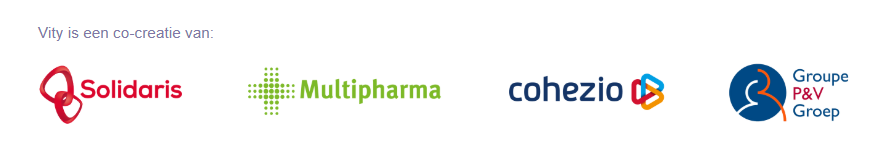 Vity is een co-creatie van:
Solidaris
Multipharma
cohezio
Groupe
P&V
Groep